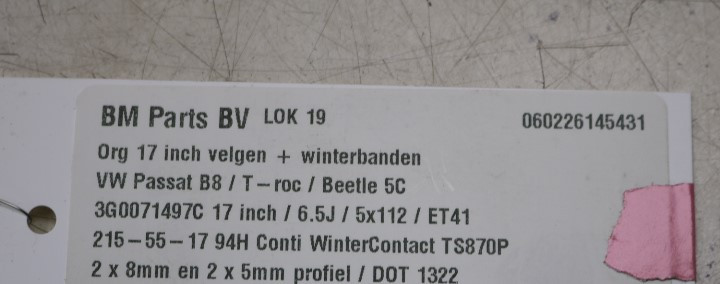 BM Parts BV LOK 19 060226145431
Org 17 inch velgen + winterbanden
VW Passat B8 / T-roc / Beetle 5C
3G0071497C 17 inch / 6.5J / 5x112 / ET41
215-55-17 94H Conti WinterContact TS870P
2 x 8mm en 2 x 5mm profiel / DOT 1322